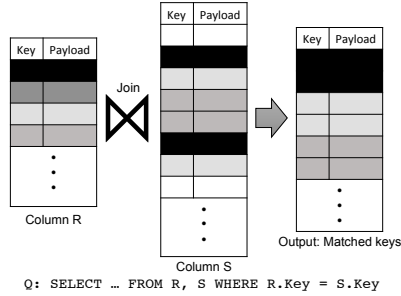 Key Payload
Join
Key Payload
Key Payload
Column R
Column S
Output: Matched keys
Q: SELECT … FROM R, S WHERE R.Key = S.Key